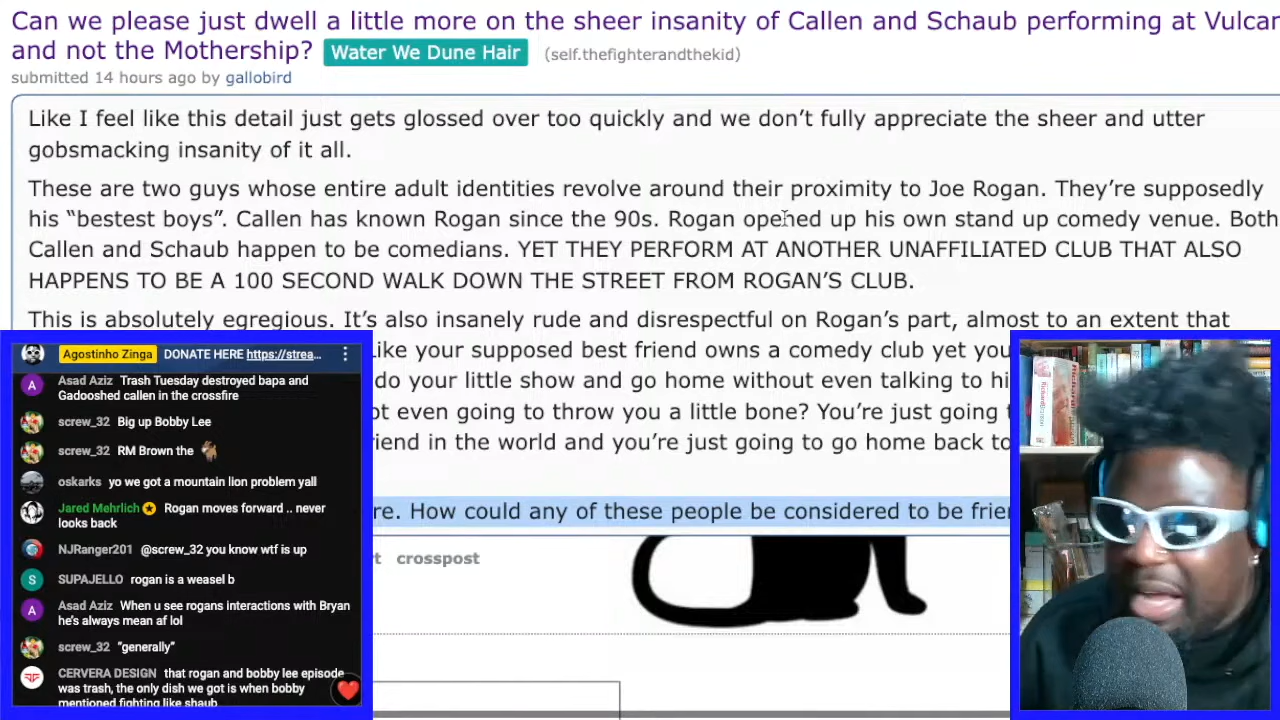 Can we please just dwell a little more on the sheer insanity of Callen and Schaub performing at Vulcan
and not the Mothership? Water We Dune Hair (self.thefighterandthekid)
submitted 14 hours ago by gallobird
Like I feel like this detail just gets glossed over too quickly and we don't fully appreciate the sheer and utter
gobsmacking insanity of it all.
These are two guys whose entire adult identities revolve around their proximity to Joe Rogan. They're supposedly
his "bestest boys". Callen has known Rogan since the 90s. Rogan opened up his own stand up comedy venue. Both
Callen and Schaub happen to be comedians. YET THEY PERFORM AT ANOTHER UNAFFILIATED CLUB THAT ALSO
HAPPENS TO BE A 100 SECOND WALK DOWN THE STREET FROM ROGAN'S CLUB.
This is absolutely egregious. It's also insanely rude and disrespectful on Rogan's part, almost to an extent that
Like your supposed best friend owns a comedy club yet you
do your little show and go home without even talking to hi
ot even going to throw you a little bone? You're just going t
riend in the world and you're just going to go home back to
re. How could any of these people be considered to be frie
crosspost
Agostinho Zinga DONATE HERE https://strea...
Asad Aziz Trash Tuesday destroyed bapa and
Gadooshed callen in the crossfire
screw_32 Big up Bobby Lee
screw_32 RM Brown the
oskarks yo we got a mountain lion problem yall
Jared Mehrlich Rogan moves forward .. never
looks back
NJRanger201 @screw_32 you know wtf is up
SUPAJELLO rogan is a weasel b
Asad Aziz When u see rogans interactions with Bryan
he's always mean af lol
screw_32 "generally"
CERVERA DESIGN that rogan and bobby lee episode
was trash, the only dish we got is when bobby
mentioned fighting like shaub